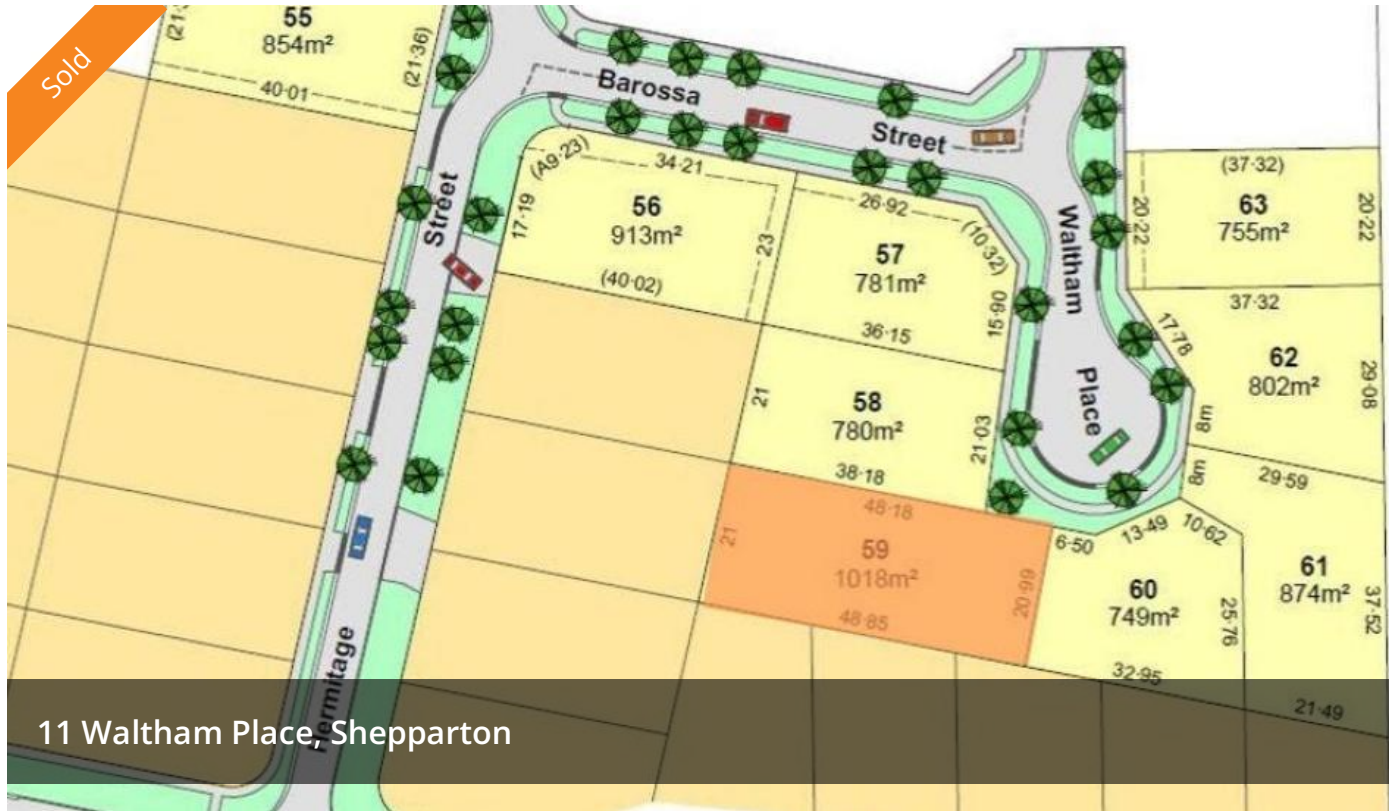 Sold
55
854m²
(21·36)
40·01
Barossa
Street
Street
Hermitage
Waltham
Place
(A9·23)
34·21
17·19
56
913m²
23
(40·02)
26·92
(10·32)
57
781m²
15·90
36·15
21
58
780m²
21·03
38·18
48·18
21
59
1018m²
20·99
48·85
(37·32)
20·22
63
755m²
20·22
37·32
17·78
62
802m²
29·08
8m
8m
29·59
6·50
13·49
10·62
60
749m²
25·76
61
874m²
37·52
32·95
21·49
11 Waltham Place, Shepparton